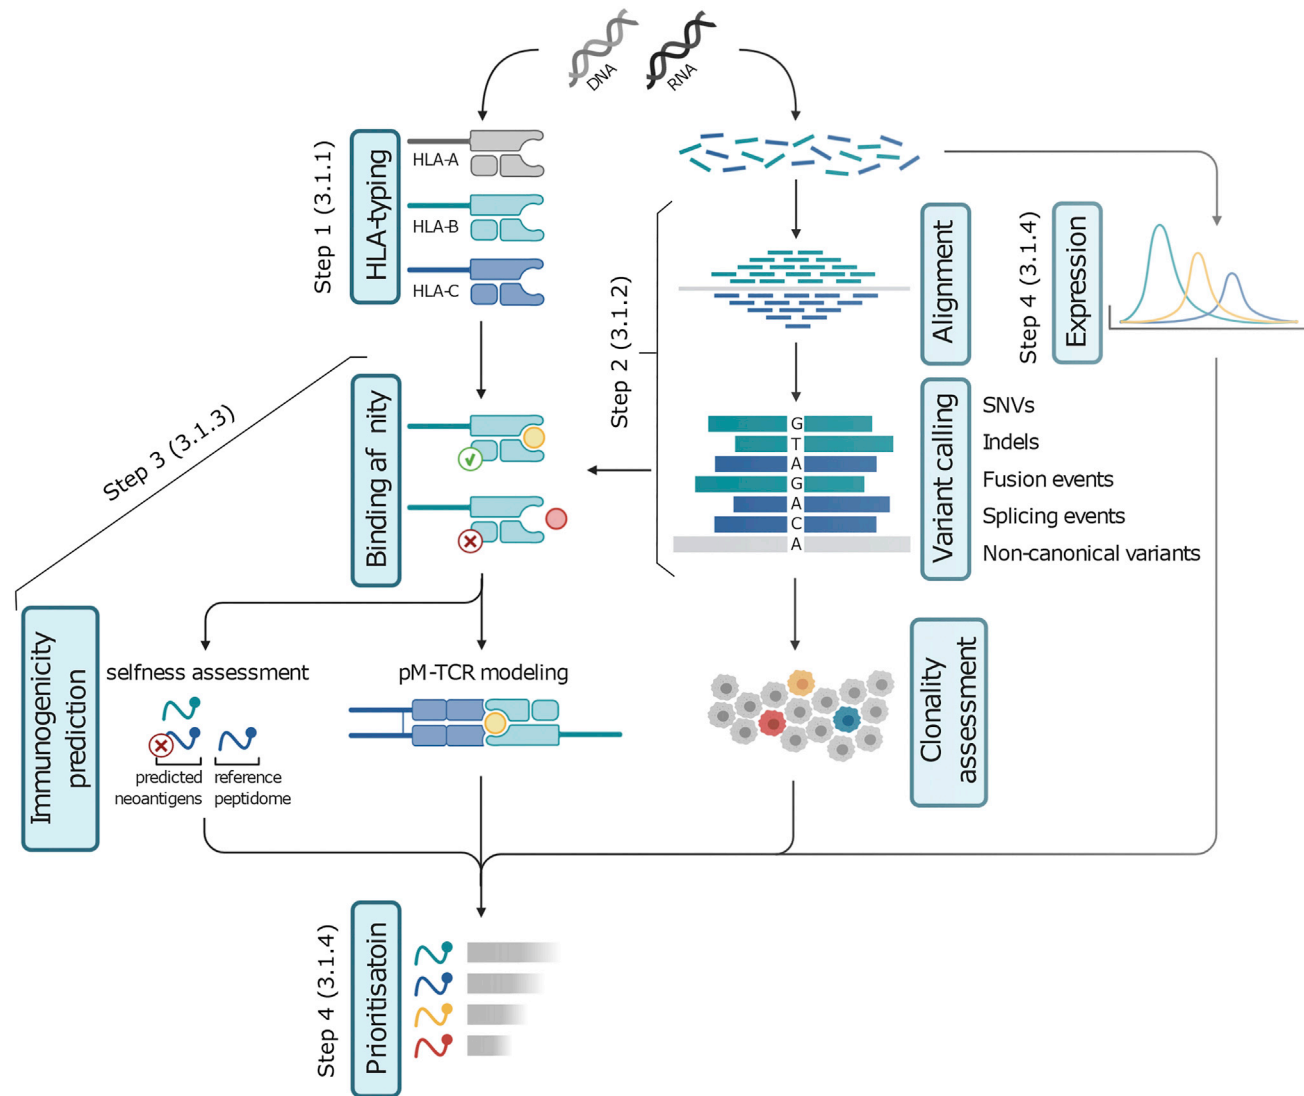 DNA
RNA
Step 1 (3.1.1)
HLA-typing
HLA-A
HLA-B
HLA-C
Step 2 (3.1.2)
Alignment
Step 4 (3.1.4)
Expression
Variant calling
G
T
A
G
A
C
A
SNVs
Indels
Fusion events
Splicing events
Non-canonical variants
Step 3 (3.1.3)
Binding af nity
Immunogenicity
prediction
selfness assessment
predicted
neoantigens
reference
peptidome
pM-TCR modeling
Clonality
assessment
Step 4 (3.1.4)
Prioritisatoin